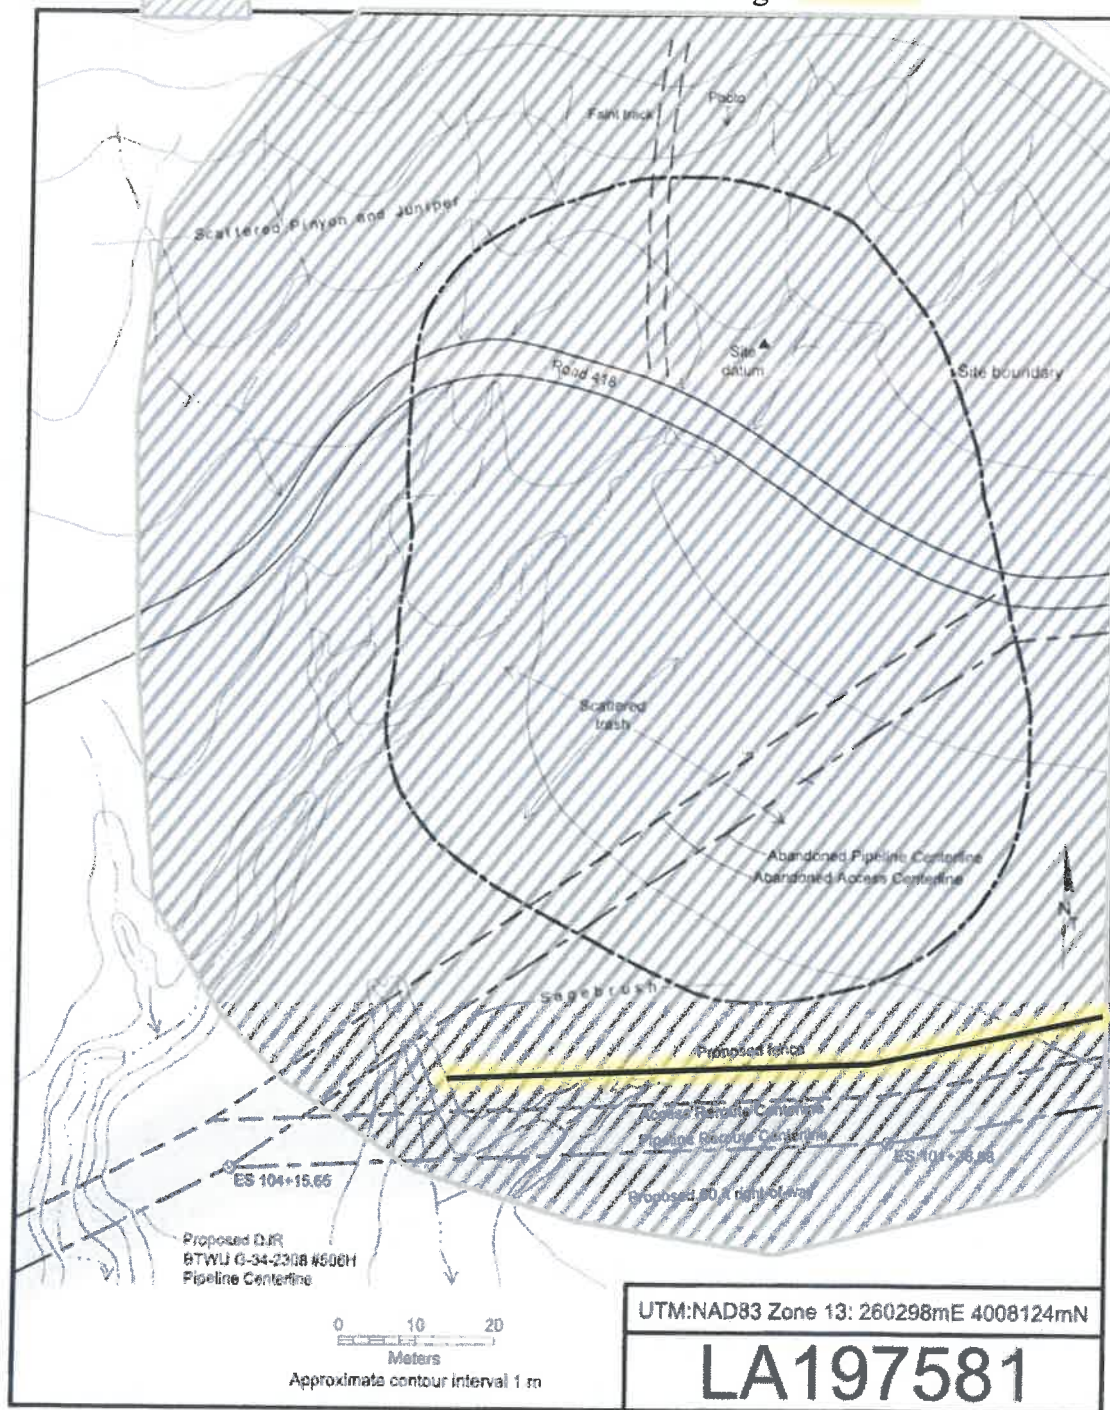 Faint track
Photo
Scattered Pinyon and Juniper
Site
datum
Road 418
Site boundary
Scattered
trash
Abandoned Pipeline Centerline
Abandoned Access Centerline
N
Sagebrush
Proposed fence
Access Reroute Centerline
Pipeline Reroute Centerline
ES 104+15.65
Proposed 60 ft right-of-way
Proposed DJR
BTWU G-34-2308 #506H
Pipeline Centerline
UTM:NAD83 Zone 13: 260298mE 4008124mN
0 10 20
Meters
LA197581
Approximate contour interval 1 m